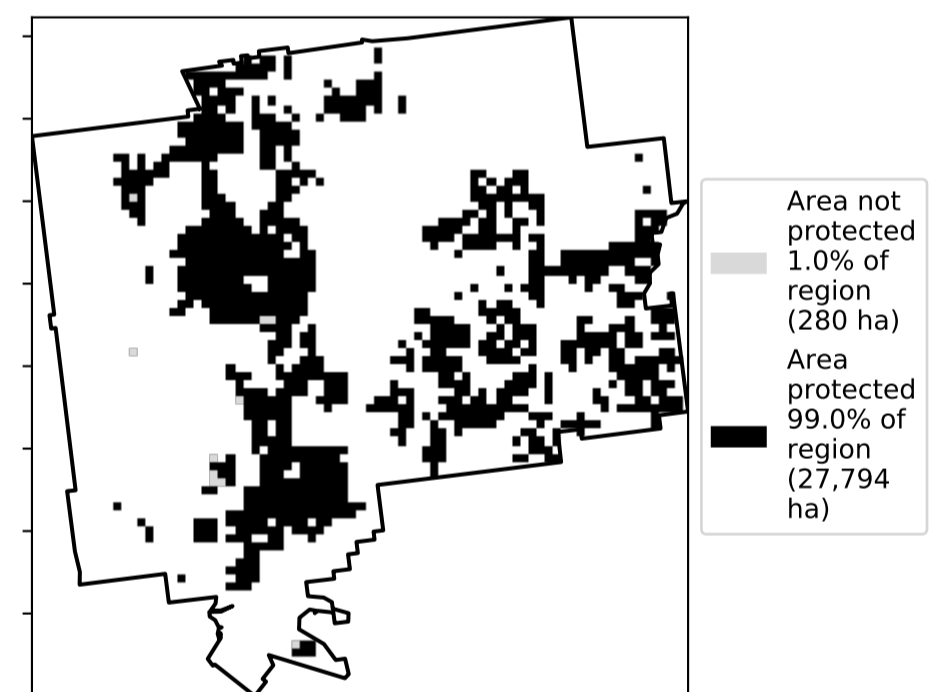 Area not
protected
1.0% of
region
(280 ha)
Area
protected
99.0% of
region
(27,794
ha)